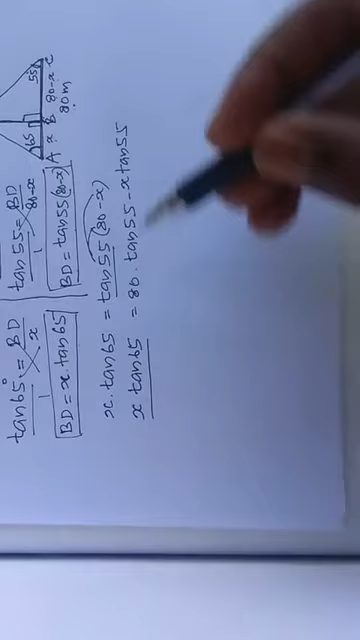 65 55
A x B 80-x C
80m
tan65° = BD/x
tan55 = BD/80-x
BD = x.tan65
BD = tan55(80-x)
x.tan65 = tan55(80-x)
x tan65 = 80.tan55-xtan55